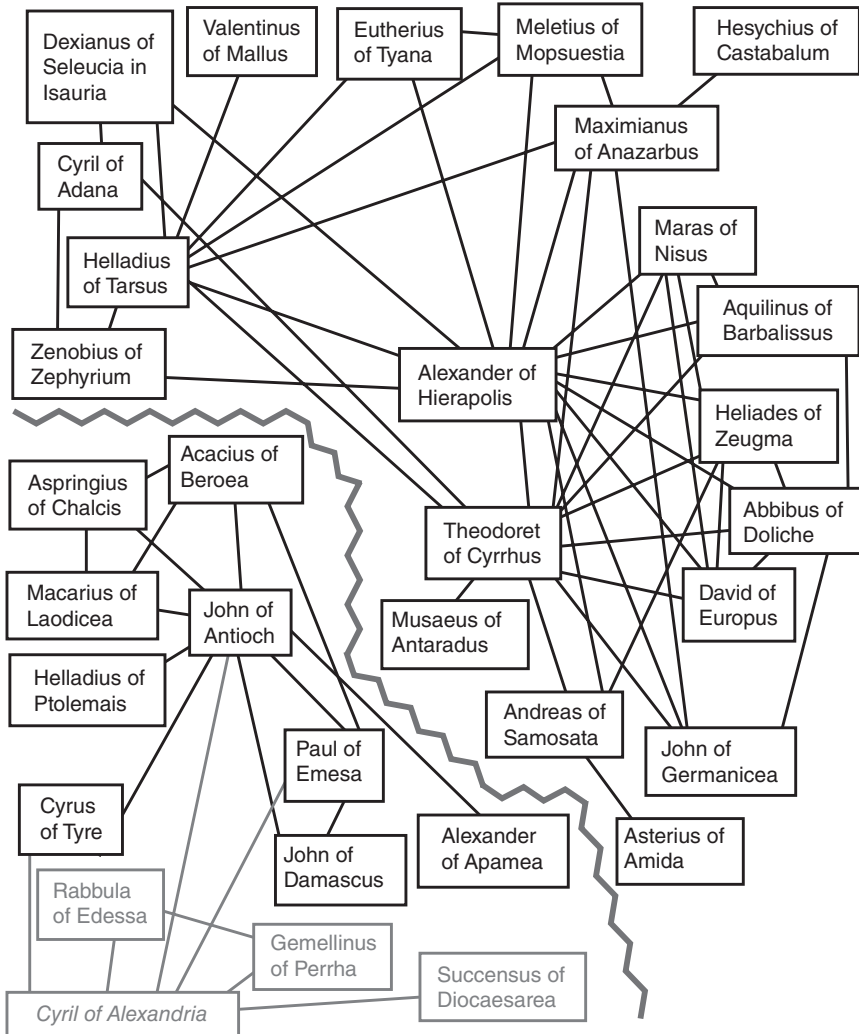 Dexianus of
Seleucia in
Isauria
Valentinus
of Mallus
Eutherius
of Tyana
Meletius of
Mopsuestia
Hesychius of
Castabalum
Maximianus
of Anazarbus
Cyril of
Adana
Maras of
Nisus
Helladius
of Tarsus
Aquilinus of
Barbalissus
Zenobius of
Zephyrium
Alexander of
Hierapolis
Heliades of
Zeugma
Acacius of
Beroea
Aspringius
of Chalcis
Theodoret
of Cyrrhus
Abbibus of
Doliche
Macarius of
Laodicea
John of
Antioch
Musaeus of
Antaradus
David of
Europus
Helladius of
Ptolemais
Andreas of
Samosata
John of
Germanicea
Paul of
Emesa
Cyrus
of Tyre
John of
Damascus
Alexander
of Apamea
Asterius of
Amida
Rabbula
of Edessa
Gemellinus
of Perrha
Succensus of
Diocaesarea
Cyril of Alexandria